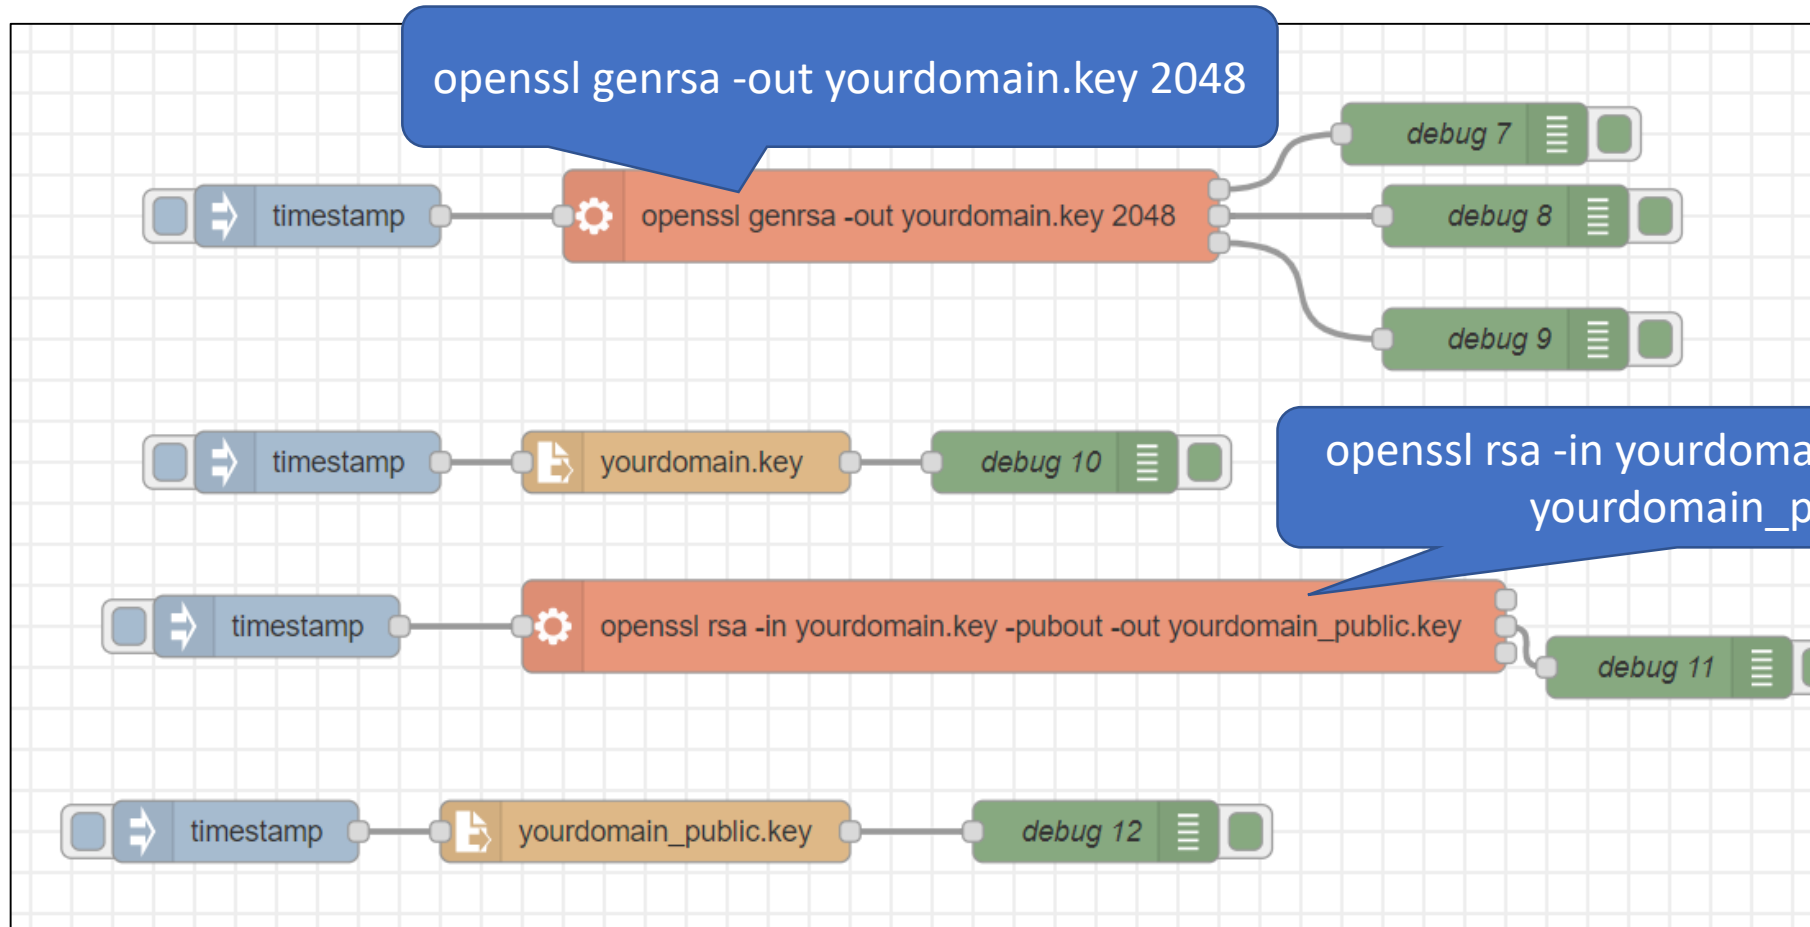 openssl genrsa -out yourdomain.key 2048
debug 7
timestamp
openssl genrsa -out yourdomain.key 2048
debug 8
debug 9
timestamp
yourdomain.key
debug 10
openssl rsa -in yourdoma
yourdomain_p
timestamp
openssl rsa -in yourdomain.key -pubout -out yourdomain_public.key
debug 11
timestamp
yourdomain_public.key
debug 12